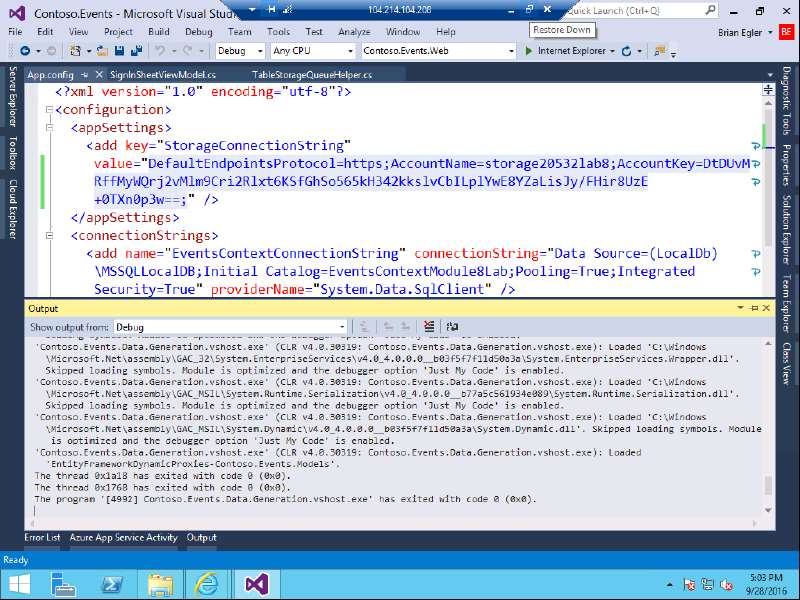 Contoso.Events - Microsoft Visual Stud
104.214.104.208
Quick Launch (Ctrl+Q)
File Edit View Project Build Debug Team Tools Test Analyze Window Help
Brian Egler
BE
Restore Down
Debug Any CPU Contoso.Events.Web Internet Explorer
Server Explorer
Toolbox
Cloud Explorer
App.config SignInSheetViewModel.cs TableStorageQueueHelper.cs
<?xml version="1.0" encoding="utf-8"?>
<configuration>
<appSettings>
<add key="StorageConnectionString"
value="DefaultEndpointsProtocol=https;AccountName=storage20532lab8;AccountKey=DtDUvM
RffMyWQrj2vMlm9Cri2Rlxt6KSfGhSo565kH342kkslvCbILplYwE8YZaLisJy/FHir8UzE
+0TXn0p3w==;" />
</appSettings>
<connectionStrings>
<add name="EventsContextConnectionString" connectionString="Data Source=(LocalDb)
\MSSQLLocalDB;Initial Catalog=EventsContextModule8Lab;Pooling=True;Integrated
Security=True" providerName="System.Data.SqlClient" />
Diagnostic Tools
Properties
Solution Explorer
Team Explorer
Class View
Output
Show output from: Debug
'Contoso.Events.Data.Generation.vshost.exe' (CLR v4.0.30319: Contoso.Events.Data.Generation.vshost.exe): Loaded 'C:\Windows
\Microsoft.Net\assembly\GAC_32\System.EnterpriseServices\v4.0_4.0.0.0__b03f5f7f11d50a3a\System.EnterpriseServices.Wrapper.dll'.
Skipped loading symbols. Module is optimized and the debugger option 'Just My Code' is enabled.
'Contoso.Events.Data.Generation.vshost.exe' (CLR v4.0.30319: Contoso.Events.Data.Generation.vshost.exe): Loaded 'C:\Windows
\Microsoft.Net\assembly\GAC_MSIL\System.Runtime.Serialization\v4.0_4.0.0.0__b77a5c561934e089\System.Runtime.Serialization.dll'.
Skipped loading symbols. Module is optimized and the debugger option 'Just My Code' is enabled.
'Contoso.Events.Data.Generation.vshost.exe' (CLR v4.0.30319: Contoso.Events.Data.Generation.vshost.exe): Loaded 'C:\Windows
\Microsoft.Net\assembly\GAC_MSIL\System.Dynamic\v4.0_4.0.0.0__b03f5f7f11d50a3a\System.Dynamic.dll'. Skipped loading symbols. Module
is optimized and the debugger option 'Just My Code' is enabled.
'Contoso.Events.Data.Generation.vshost.exe' (CLR v4.0.30319: Contoso.Events.Data.Generation.vshost.exe): Loaded
'EntityFrameworkDynamicProxies-Contoso.Events.Models'.
The thread 0x1a18 has exited with code 0 (0x0).
The thread 0x1768 has exited with code 0 (0x0).
The program '[4992] Contoso.Events.Data.Generation.vshost.exe' has exited with code 0 (0x0).
Error List Azure App Service Activity Output
Ready
5:03 PM
9/28/2016